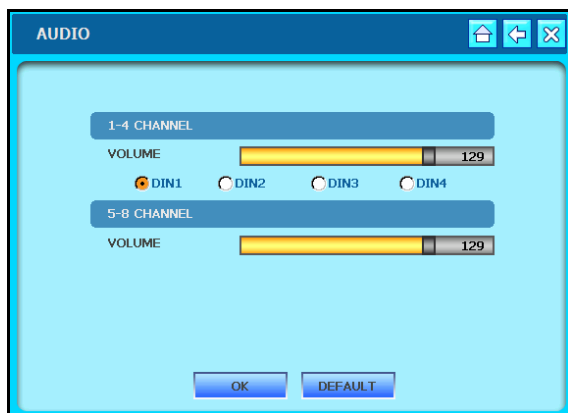 AUDIO
1-4 CHANNEL
VOLUME 129
DIN1 DIN2 DIN3 DIN4
5-8 CHANNEL
VOLUME 129
OK DEFAULT